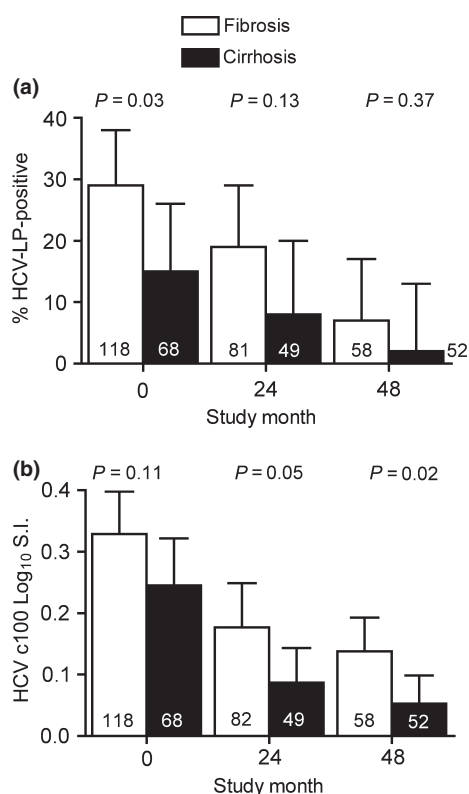 Fibrosis
Cirrhosis
(a)
P = 0.03 P = 0.13 P = 0.37
% HCV-LP-positive
40
30
20
10
0
118 68 81 49 58 52
0 24 48
Study month
(b)
P = 0.11 P = 0.05 P = 0.02
HCV c100 Log10 S.I.
0.4
0.3
0.2
0.1
0.0
118 68 82 49 58 52
0 24 48
Study month